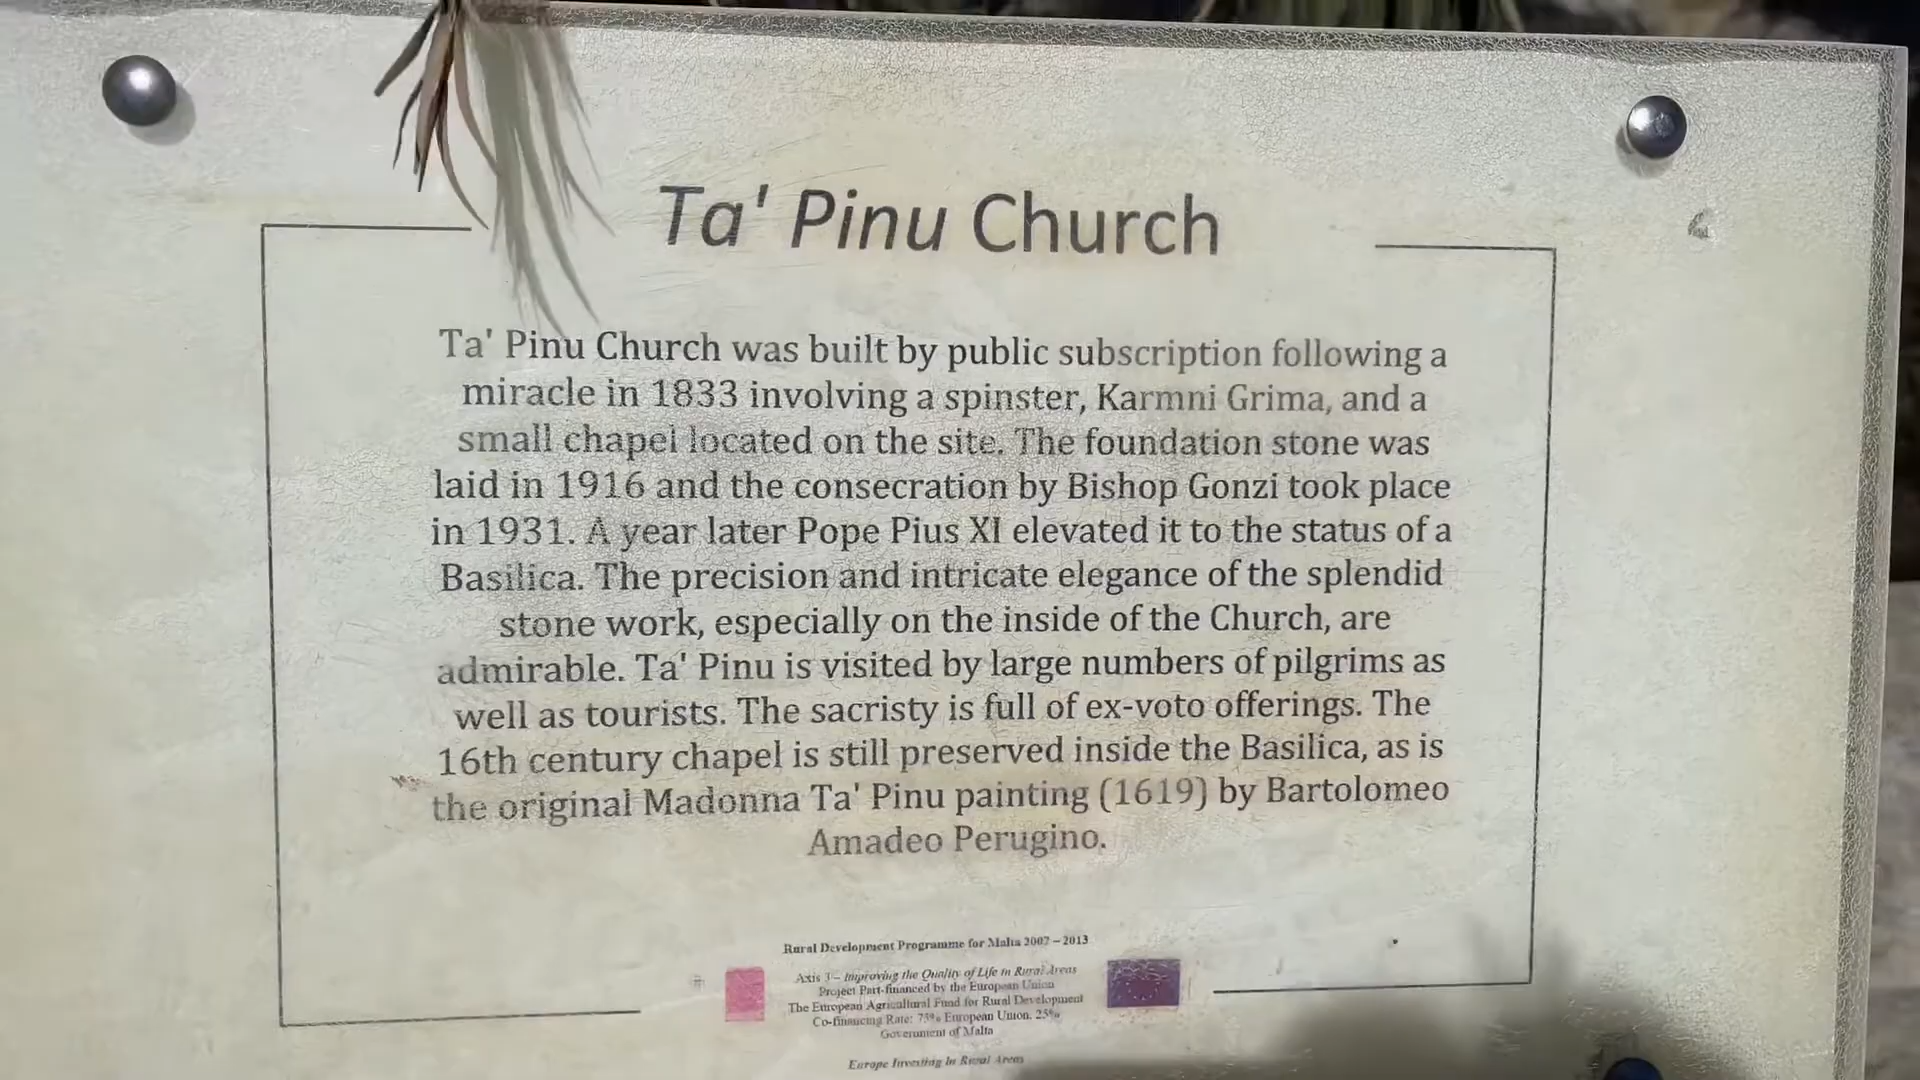 Ta' Pinu Church
Ta' Pinu Church was built by public subscription following a
miracle in 1833 involving a spinster, Karmni Grima, and a
small chapel located on the site. The foundation stone was
laid in 1916 and the consecration by Bishop Gonzi took place
in 1931. A year later Pope Pius XI elevated it to the status of a
Basilica. The precision and intricate elegance of the splendid
stone work, especially on the inside of the Church, are
admirable. Ta' Pinu is visited by large numbers of pilgrims as
well as tourists. The sacristy is full of ex-voto offerings. The
16th century chapel is still preserved inside the Basilica, as is
the original Madonna Ta' Pinu painting (1619) by Bartolomeo
Amadeo Perugino.
Rural Development Programme for Malta 2007 – 2013
Axis 3 – Improving the Quality of Life in Rural Areas
Project Part-financed by the European Union
The European Agricultural Fund for Rural Development
Co-financing Rate: 75% European Union. 25%
Government of Malta
Europe Investing In Rural Areas